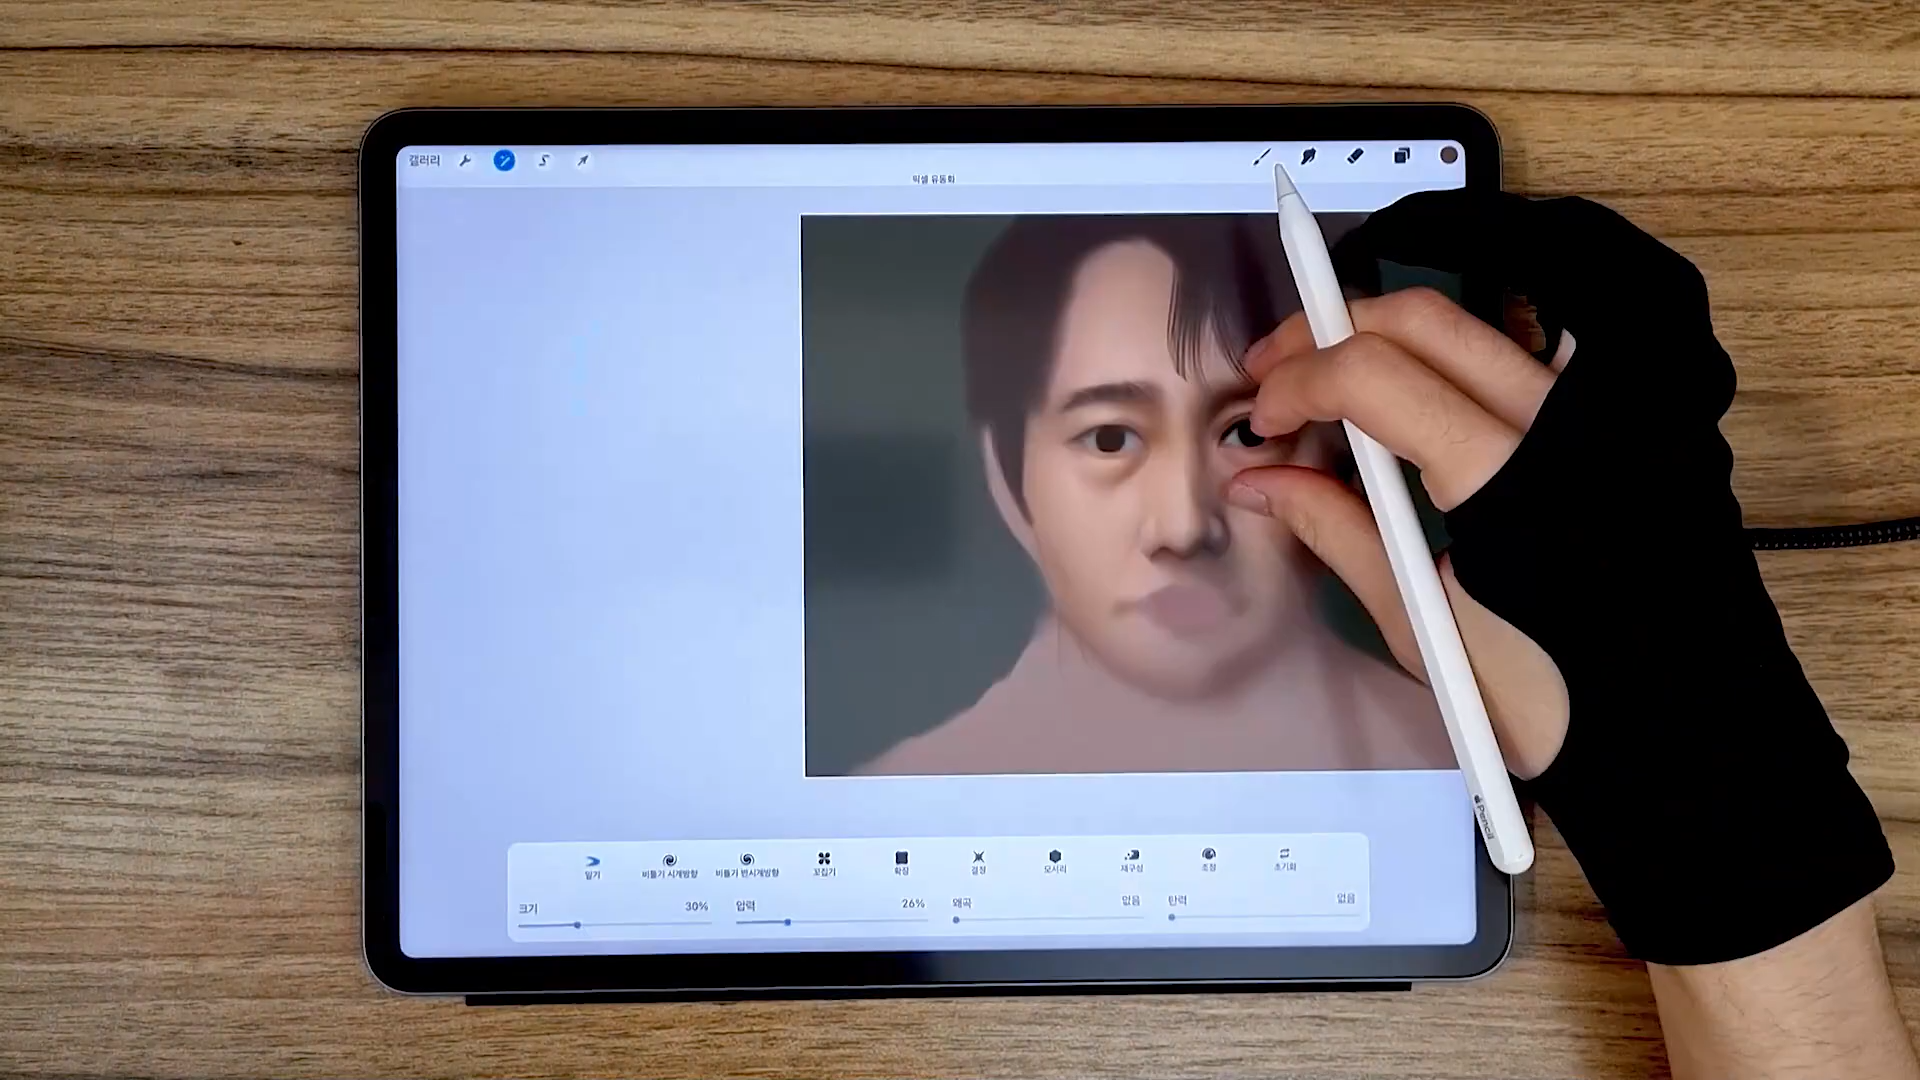 갤러리
픽셀 유동화
밀기
비틀기 시계방향
비틀기 반시계방향
꼬집기
확장
결정
모서리
재구성
조정
초기화
크기 30%
압력 26%
왜곡 없음
탄력 없음
Pencil